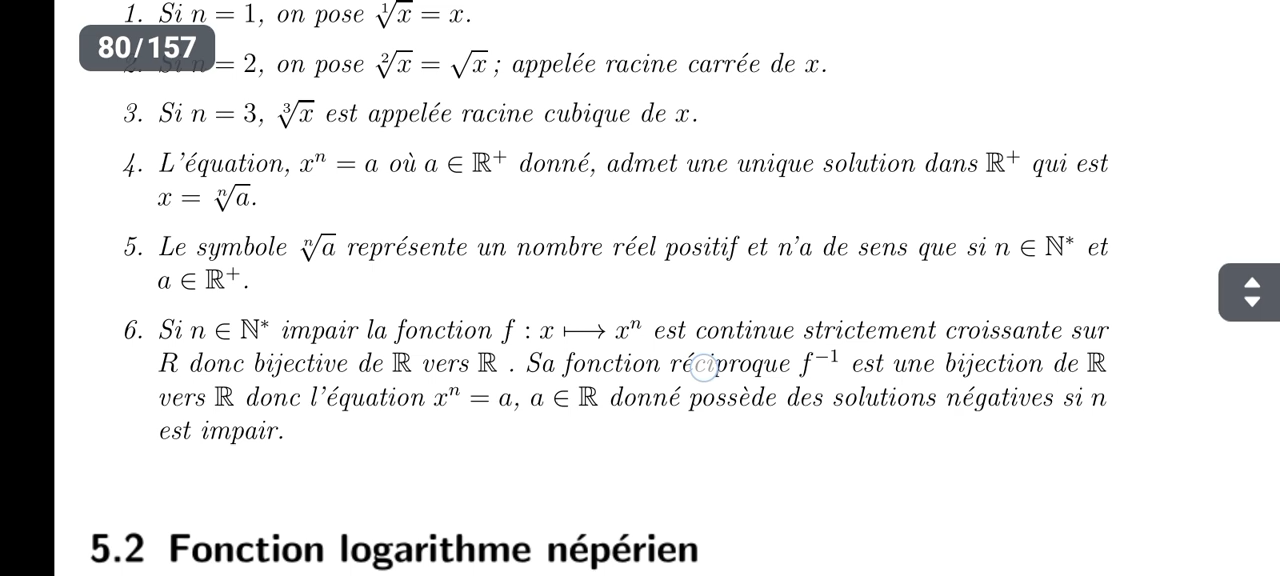 1. Si n = 1, on pose ¹√x = x.
80/157
= 2, on pose ²√x = √x ; appelée racine carrée de x.
3. Si n = 3, ³√x est appelée racine cubique de x.
4. L'équation, xⁿ = a où a ∈ ℝ⁺ donné, admet une unique solution dans ℝ⁺ qui est
x = ⁿ√a.
5. Le symbole ⁿ√a représente un nombre réel positif et n'a de sens que si n ∈ ℕ* et
a ∈ ℝ⁺.
6. Si n ∈ ℕ* impair la fonction f : x ⟼ xⁿ est continue strictement croissante sur
R donc bijective de ℝ vers ℝ . Sa fonction réciproque f⁻¹ est une bijection de ℝ
vers ℝ donc l'équation xⁿ = a, a ∈ ℝ donné possède des solutions négatives si n
est impair.
5.2 Fonction logarithme népérien